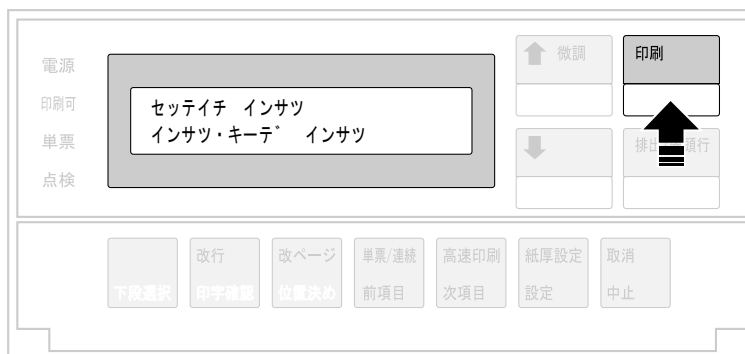 電源
印刷可
単票
点検
セッテイチ インサツ
インサツ・キーデ゛ インサツ
微調
印刷
排出 頭行
下段選択
改行
印字確認
改ページ
位置決め
単票/連続
前項目
高速印刷
次項目
紙厚設定
設定
取消
中止